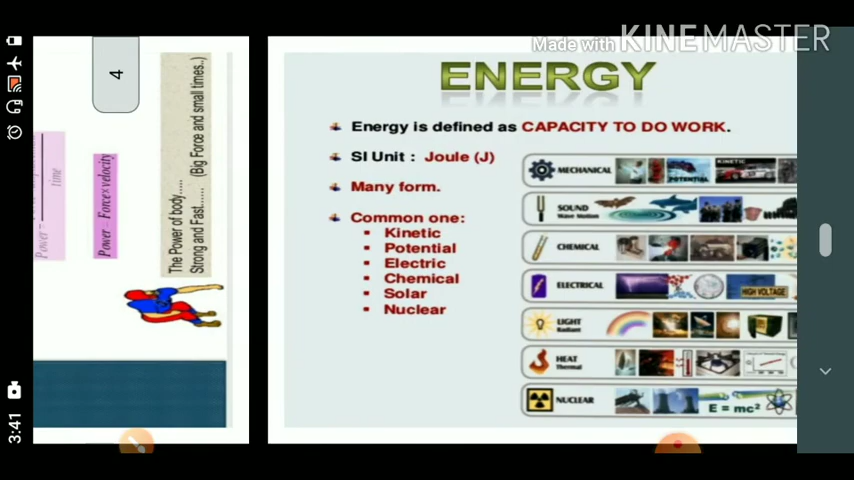 Made with KINEMASTER
4
Power =
time
Power = Force×velocity
The Power of body.....
Strong and Fast...... (Big Force and small times..)
3:41
ENERGY
Energy is defined as CAPACITY TO DO WORK.
SI Unit : Joule (J)
Many form.
Common one:
Kinetic
Potential
Electric
Chemical
Solar
Nuclear
MECHANICAL
POTENTIAL
KINETIC
SOUND
Wave Motion
CHEMICAL
ELECTRICAL
HIGH VOLTAGE
LIGHT
Radiant
HEAT
Thermal
NUCLEAR
E = mc²